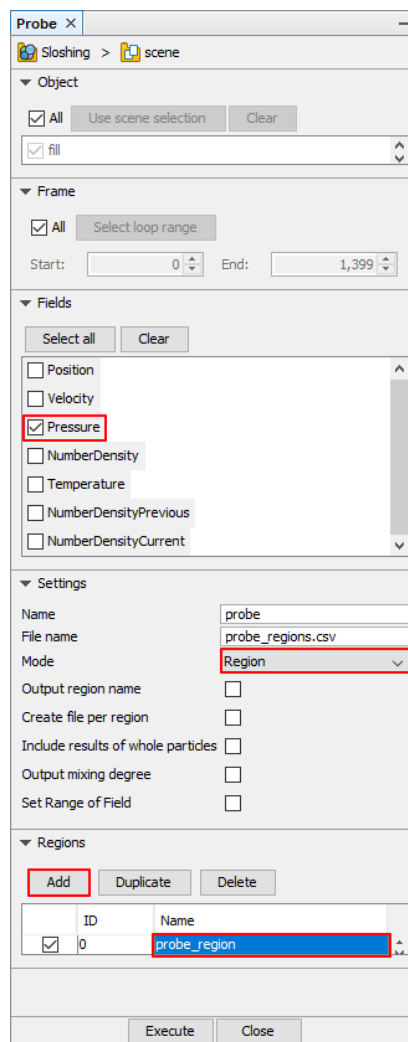 Probe
Sloshing > scene
Object
All Use scene selection Clear
fill
Frame
All Select loop range
Start: 0 End: 1,399
Fields
Select all Clear
Position
Velocity
Pressure
NumberDensity
Temperature
NumberDensityPrevious
NumberDensityCurrent
Settings
Name probe
File name probe_regions.csv
Mode Region
Output region name
Create file per region
Include results of whole particles
Output mixing degree
Set Range of Field
Regions
Add Duplicate Delete
ID Name
0 probe_region
Execute Close